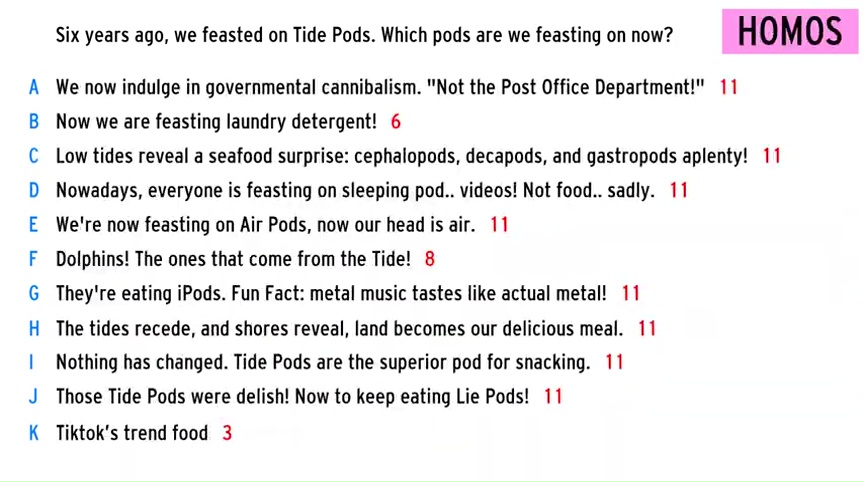 Six years ago, we feasted on Tide Pods. Which pods are we feasting on now?
HOMOS
A We now indulge in governmental cannibalism. "Not the Post Office Department!" 11
B Now we are feasting laundry detergent! 6
C Low tides reveal a seafood surprise: cephalopods, decapods, and gastropods aplenty! 11
D Nowadays, everyone is feasting on sleeping pod.. videos! Not food.. sadly. 11
E We're now feasting on Air Pods, now our head is air. 11
F Dolphins! The ones that come from the Tide! 8
G They're eating iPods. Fun Fact: metal music tastes like actual metal! 11
H The tides recede, and shores reveal, land becomes our delicious meal. 11
I Nothing has changed. Tide Pods are the superior pod for snacking. 11
J Those Tide Pods were delish! Now to keep eating Lie Pods! 11
K Tiktok's trend food 3